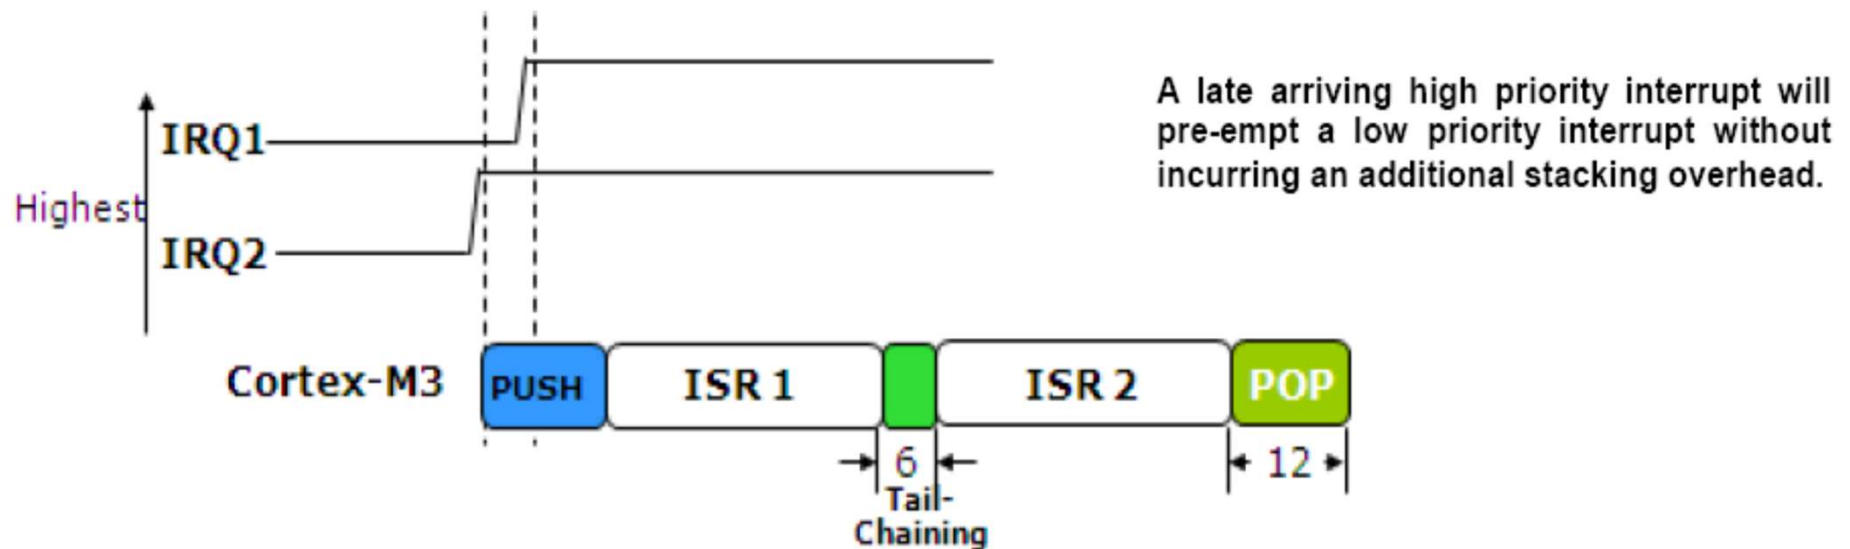 IRQ1
A late arriving high priority interrupt will
pre-empt a low priority interrupt without
incurring an additional stacking overhead.
Highest
IRQ2
Cortex-M3
PUSH
ISR 1
ISR 2
POP
6
12
Tail-
Chaining